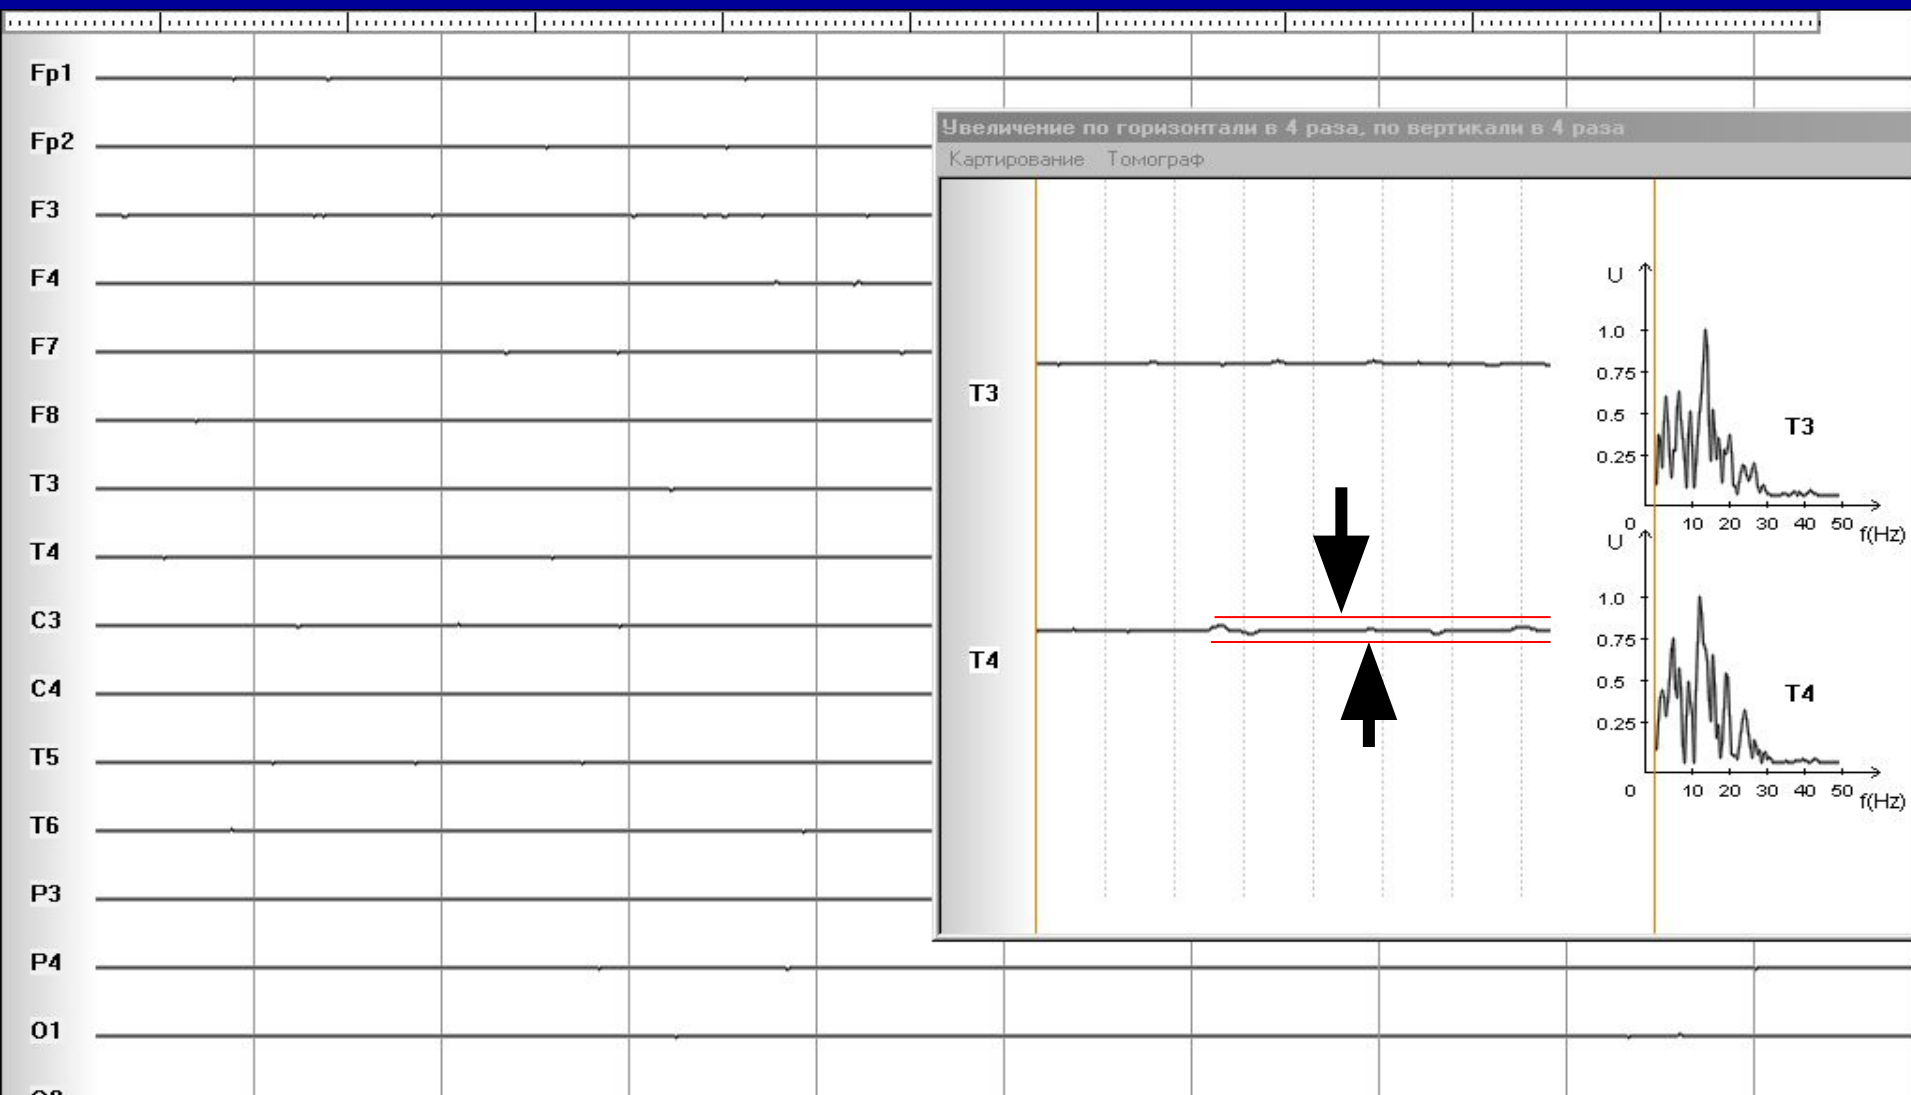 Fp1
Fp2
F3
F4
F7
F8
T3
T4
C3
C4
T5
T6
P3
P4
O1
Увеличение по горизонтали в 4 раза, по вертикали в 4 раза
Картирование Томограф
T3
U
1.0
0.75
0.5
0.25
0 10 20 30 40 50 f(Hz)
T3
T4
U
1.0
0.75
0.5
0.25
0 10 20 30 40 50 f(Hz)
T4